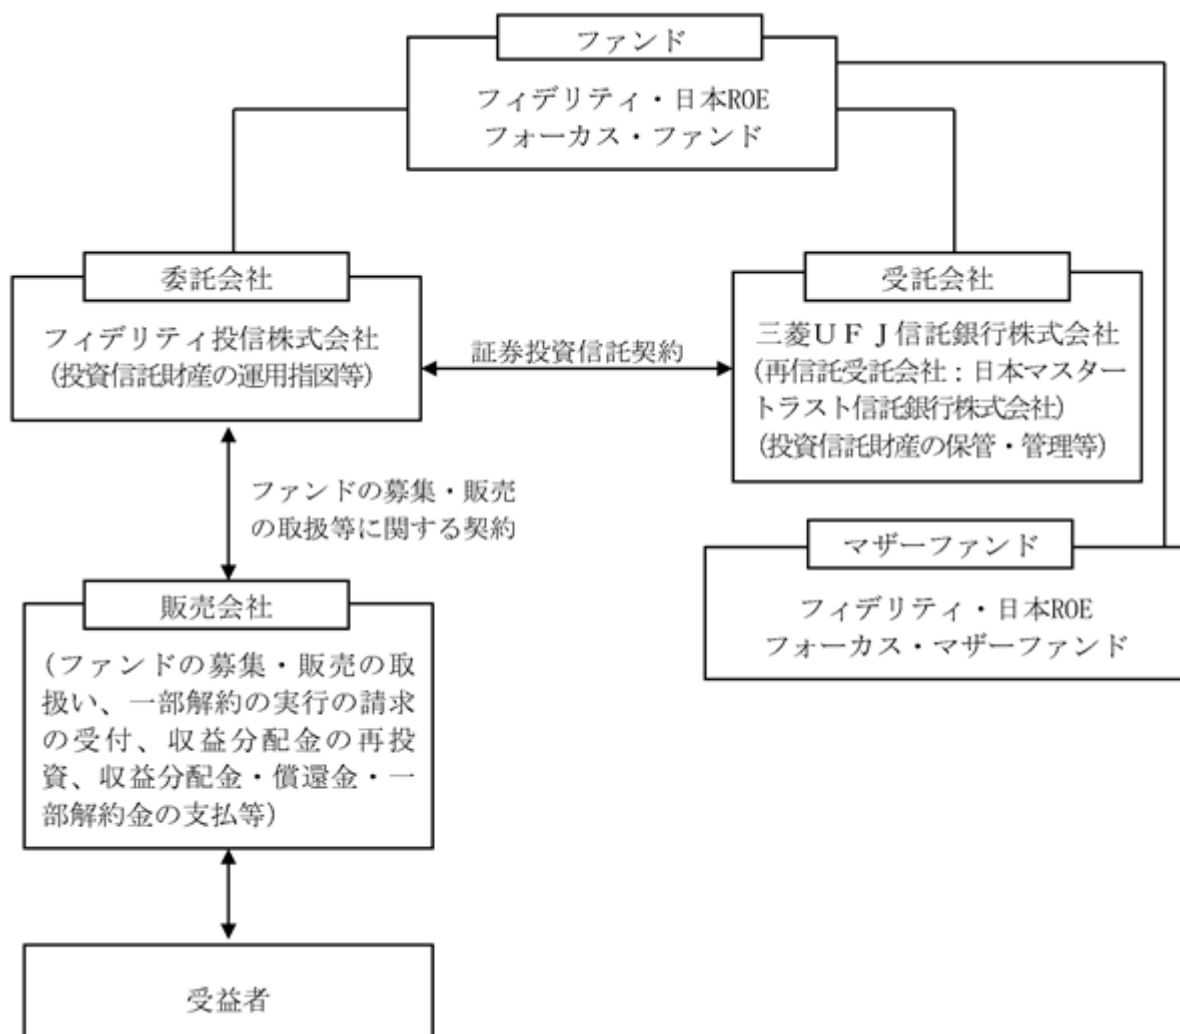 ファンド
フィデリティ・日本ROE
フォーカス・ファンド
委託会社
フィデリティ投信株式会社
(投資信託財産の運用指図等)
証券投資信託契約
受託会社
三菱ＵＦＪ信託銀行株式会社
(再信託受託会社：日本マスター
トラスト信託銀行株式会社)
(投資信託財産の保管・管理等)
ファンドの募集・販売
の取扱等に関する契約
マザーファンド
フィデリティ・日本ROE
フォーカス・マザーファンド
販売会社
(ファンドの募集・販売の取
扱い、一部解約の実行の請求
の受付、収益分配金の再投
資、収益分配金・償還金・一
部解約金の支払等)
受益者